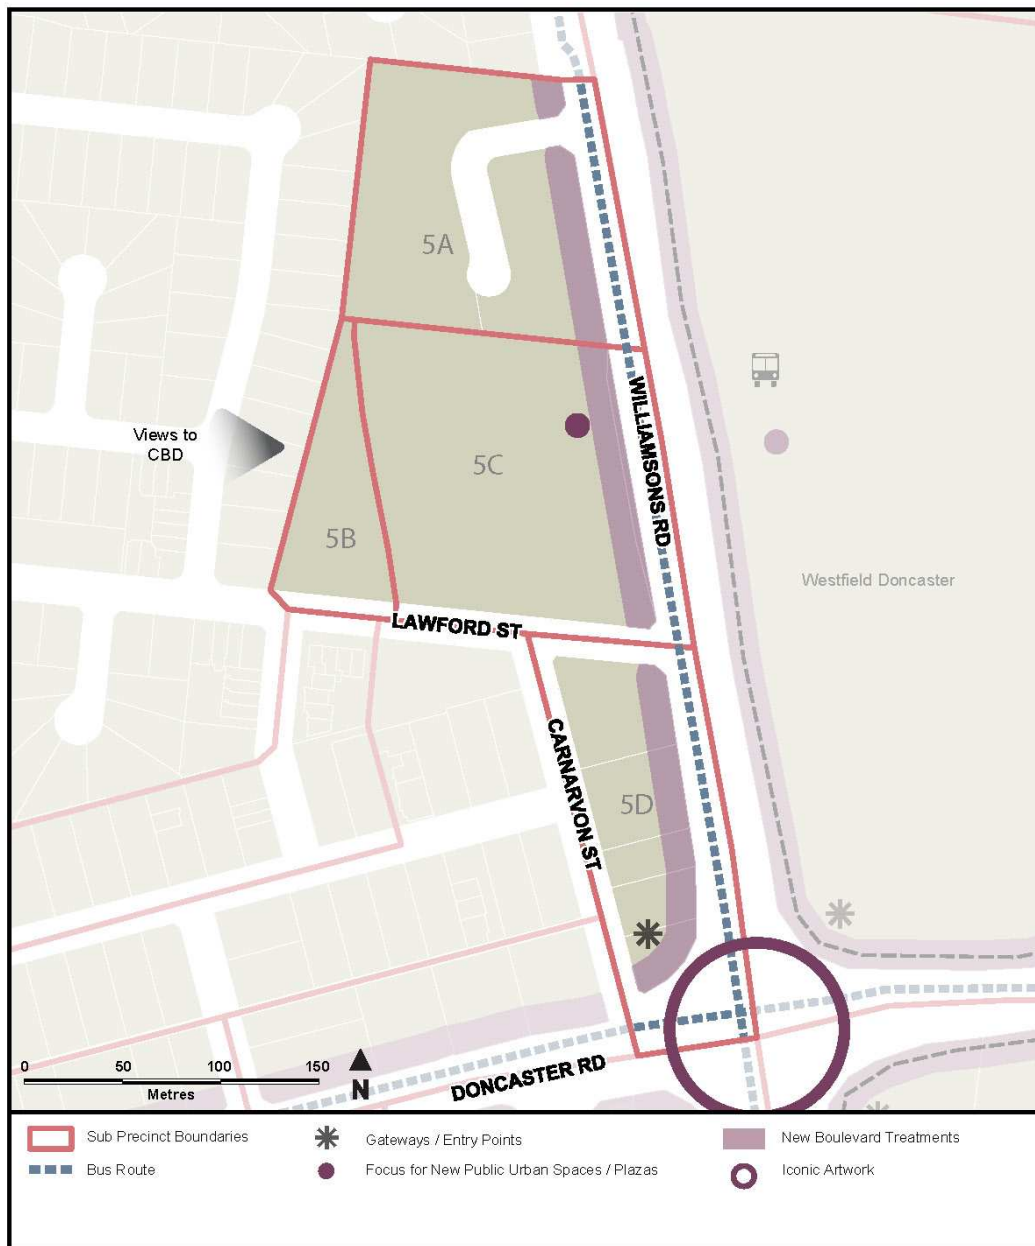 5A
WILLIAMSONS RD
Views to
CBD
5C
5B
Westfield Doncaster
LAWFORD ST
CARNARVON ST
5D
0 50 100 150
Metres
N
DONCASTER RD
Sub Precinct Boundaries
Gateways / Entry Points
New Boulevard Treatments
Bus Route
Focus for New Public Urban Spaces / Plazas
Iconic Artwork